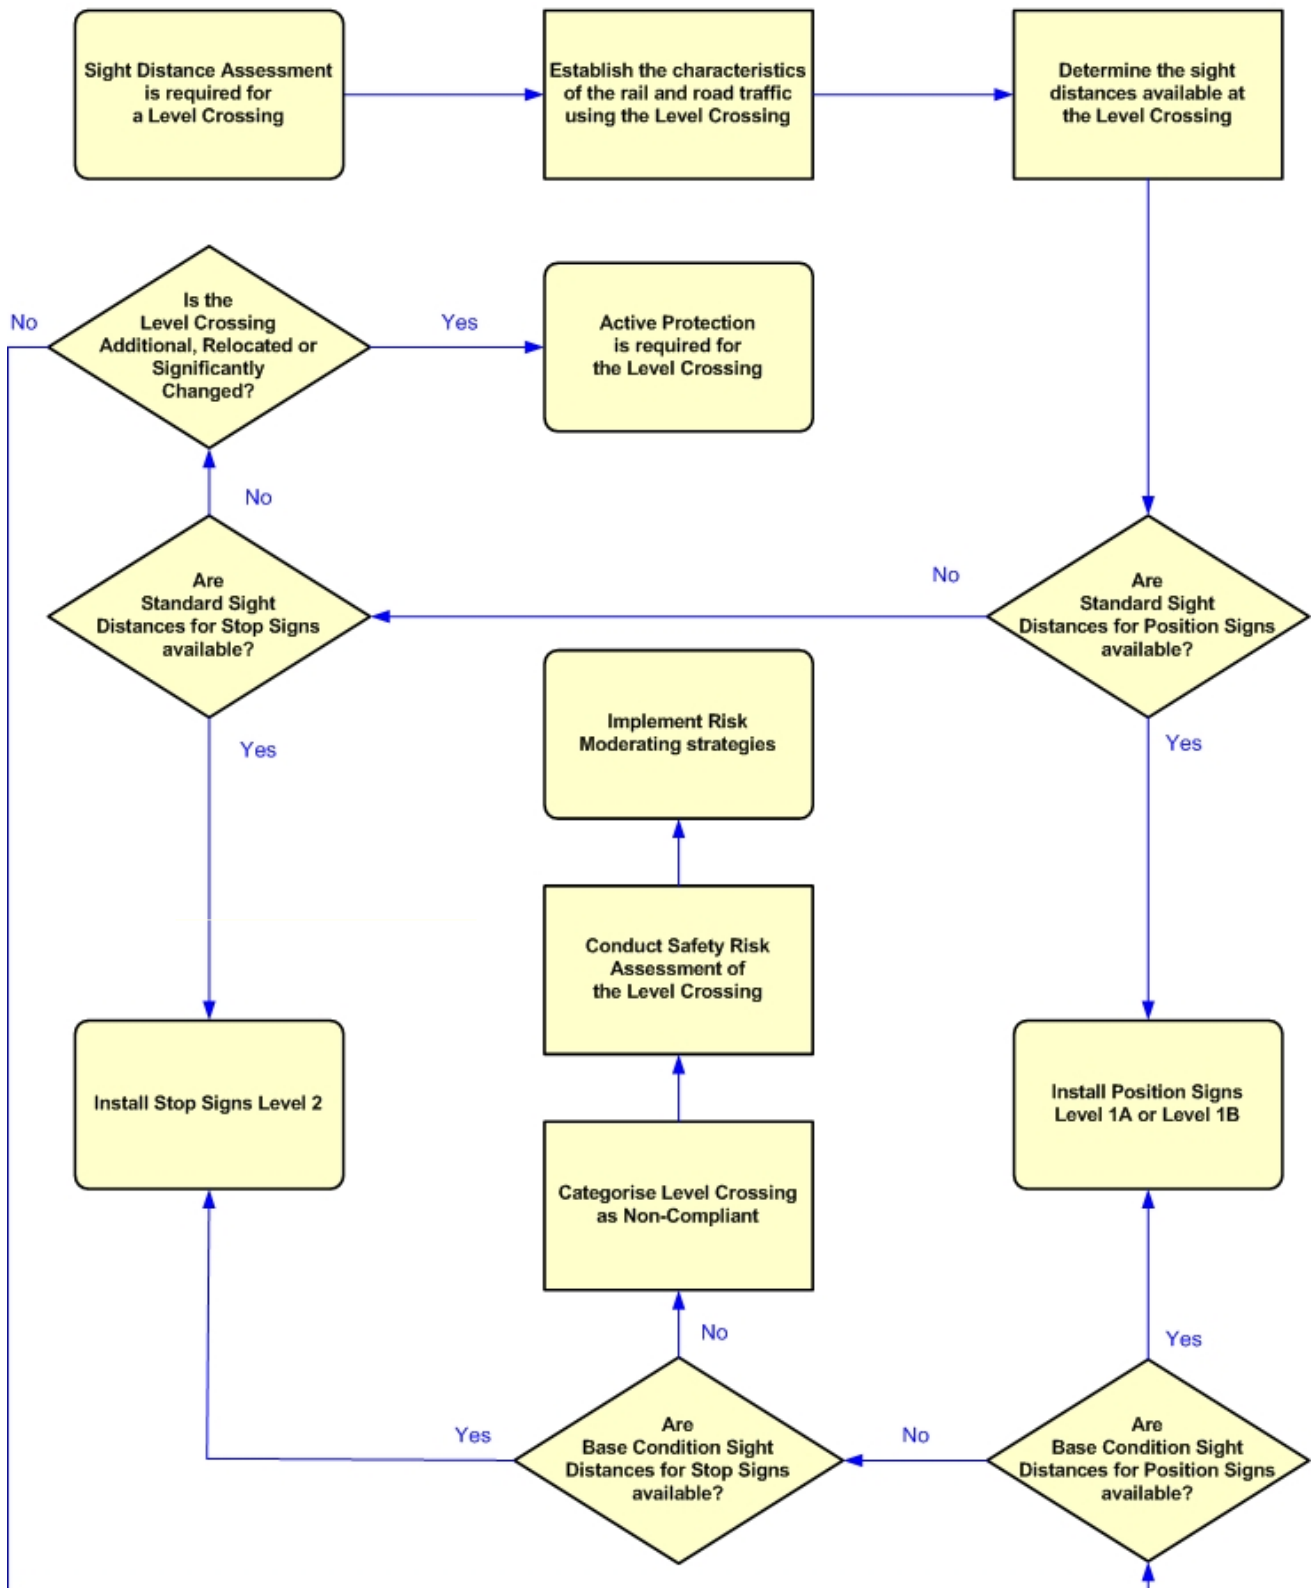 Sight Distance Assessment
is required for
a Level Crossing
Establish the characteristics
of the rail and road traffic
using the Level Crossing
Determine the sight
distances available at
the Level Crossing
No
Is the
Level Crossing
Additional, Relocated or
Significantly
Changed?
Yes
Active Protection
is required for
the Level Crossing
No
Are
Standard Sight
Distances for Stop Signs
available?
No
Are
Standard Sight
Distances for Position Signs
available?
Yes
Implement Risk
Moderating strategies
Yes
Conduct Safety Risk
Assessment of
the Level Crossing
Install Stop Signs Level 2
Install Position Signs
Level 1A or Level 1B
Categorise Level Crossing
as Non-Compliant
No
Yes
Yes
Are
Base Condition Sight
Distances for Stop Signs
available?
No
Are
Base Condition Sight
Distances for Position Signs
available?